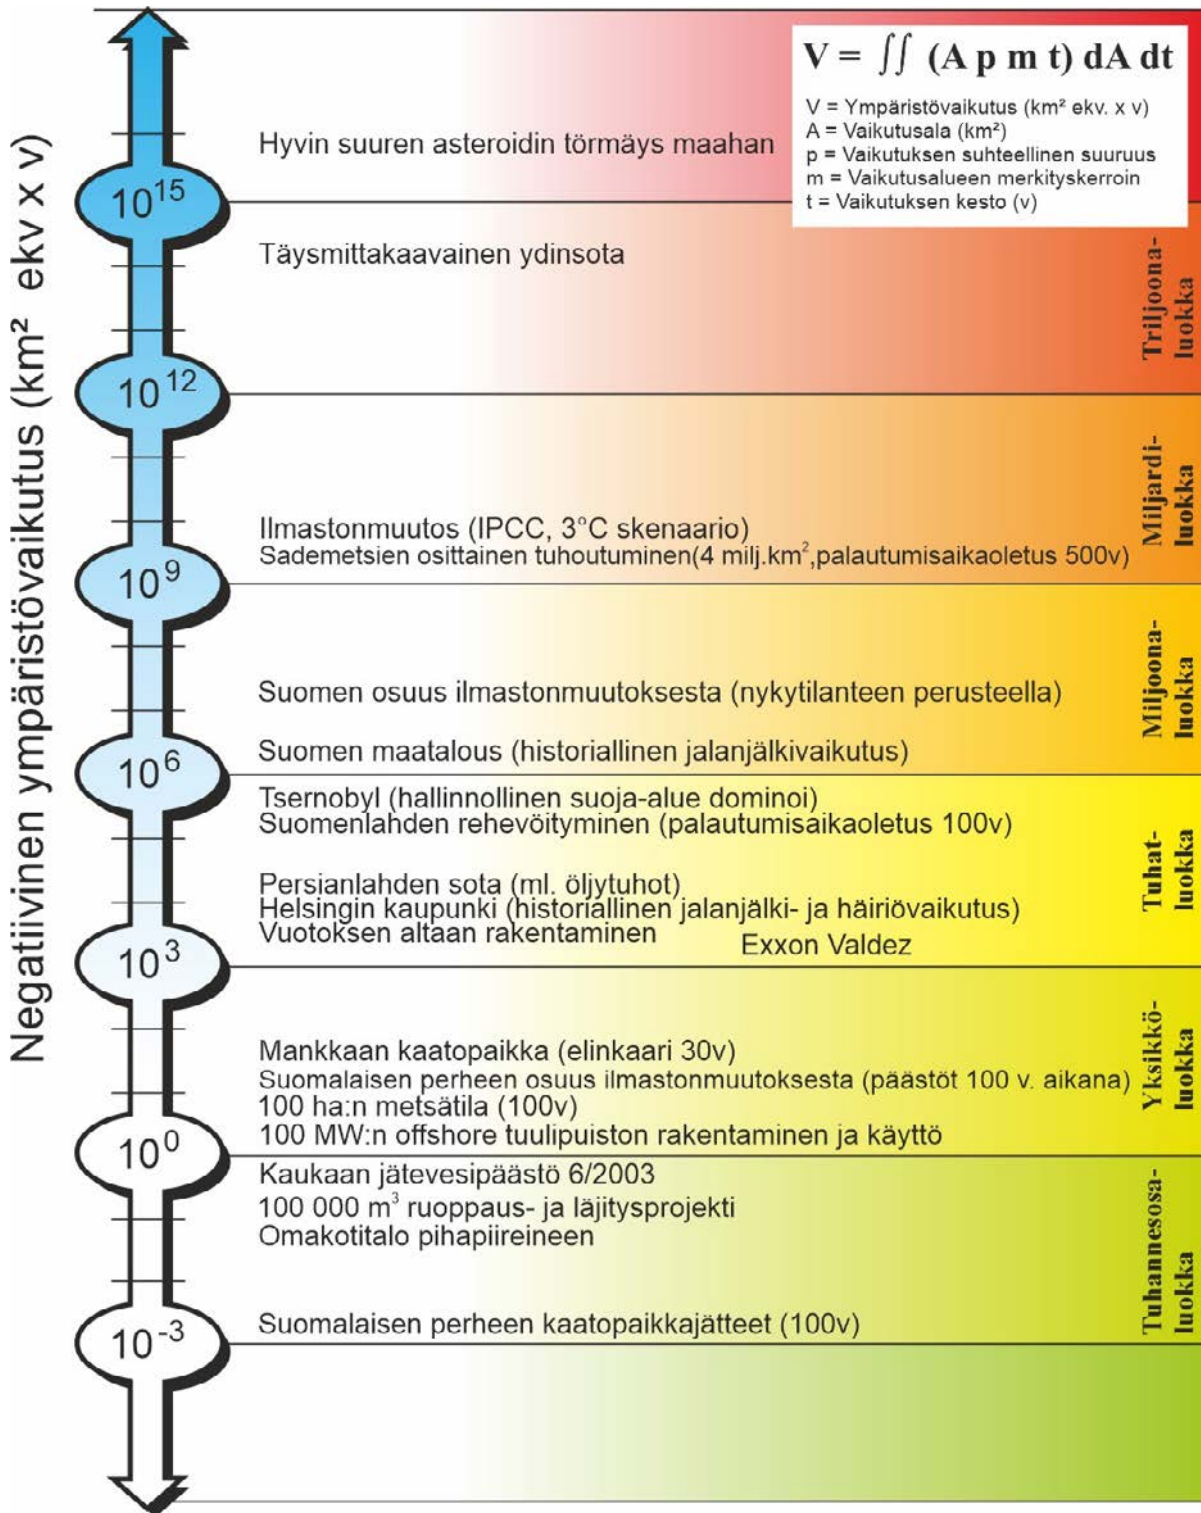 V = ∫∫ (A p m t) dA dt
V = Ympäristövaikutus (km² ekv. x v)
A = Vaikutusala (km²)
p = Vaikutuksen suhteellinen suuruus
m = Vaikutusalueen merkityskerroin
t = Vaikutuksen kesto (v)
Negatiivinen ympäristövaikutus (km² ekv x v)
Hyvin suuren asteroidin törmäys maahan
10¹⁵
Täysmittakaavainen ydinsota
Triljoona-
luokka
10¹²
Ilmastonmuutos (IPCC, 3°C skenaario)
Sademetsien osittainen tuhoutuminen(4 milj.km²,palautumisaikaoletus 500v)
Miljardi-
luokka
10⁹
Suomen osuus ilmastonmuutoksesta (nykytilanteen perusteella)
Suomen maatalous (historiallinen jalanjälkivaikutus)
Miljoona-
luokka
10⁶
Tsernobyl (hallinnollinen suoja-alue dominoi)
Suomenlahden rehevöityminen (palautumisaikaoletus 100v)
Persianlahden sota (ml. öljytuhot)
Helsingin kaupunki (historiallinen jalanjälki- ja häiriövaikutus)
Vuotoksen altaan rakentaminen Exxon Valdez
Tuhat-
luokka
10³
Mankkaan kaatopaikka (elinkaari 30v)
Suomalaisen perheen osuus ilmastonmuutoksesta (päästöt 100 v. aikana)
100 ha:n metsätila (100v)
100 MW:n offshore tuulipuiston rakentaminen ja käyttö
Yksikkö-
luokka
10⁰
Kaukaan jätevesipäästö 6/2003
100 000 m³ ruoppaus- ja läjitysprojekti
Omakotitalo pihapiireineen
Suomalaisen perheen kaatopaikkajätteet (100v)
Tuhannesosa-
luokka
10⁻³